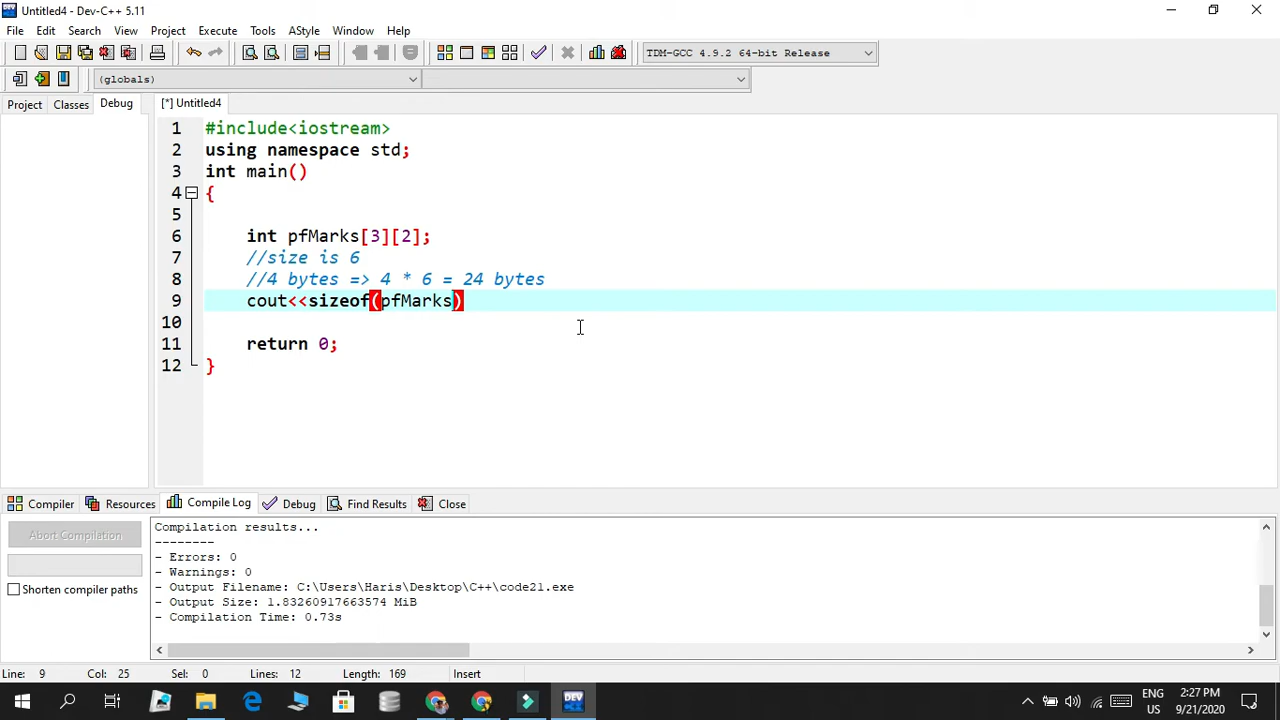 Untitled4 - Dev-C++ 5.11
File Edit Search View Project Execute Tools AStyle Window Help
TDM-GCC 4.9.2 64-bit Release
(globals)
Project Classes Debug [*] Untitled4
1 #include<iostream>
2 using namespace std;
3 int main()
4 {
5
6 int pfMarks[3][2];
7 //size is 6
8 //4 bytes => 4 * 6 = 24 bytes
9 cout<<sizeof(pfMarks)
10
11 return 0;
12 }
Compiler Resources Compile Log Debug Find Results Close
Abort Compilation
Shorten compiler paths
Compilation results...
--------
- Errors: 0
- Warnings: 0
- Output Filename: C:\Users\Haris\Desktop\C++\code21.exe
- Output Size: 1.83260917663574 MiB
- Compilation Time: 0.73s
Line: 9 Col: 25 Sel: 0 Lines: 12 Length: 169 Insert
DEV
ENG
US
2:27 PM
9/21/2020